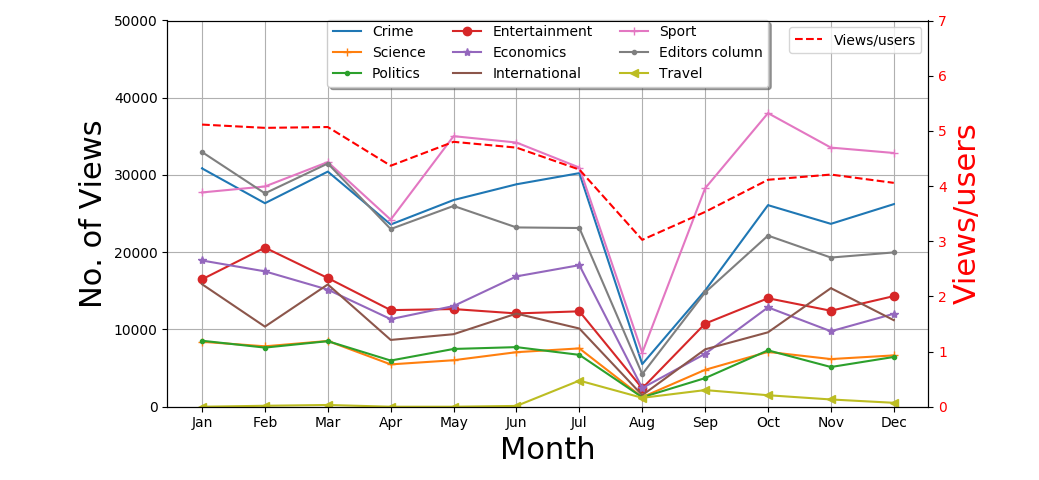 50000
40000
30000
20000
10000
0
No. of Views
Crime
Science
Politics
Entertainment
Economics
International
Sport
Editors column
Travel
Views/users
7
6
5
4
3
2
1
0
Views/users
Jan Feb Mar Apr May Jun Jul Aug Sep Oct Nov Dec
Month